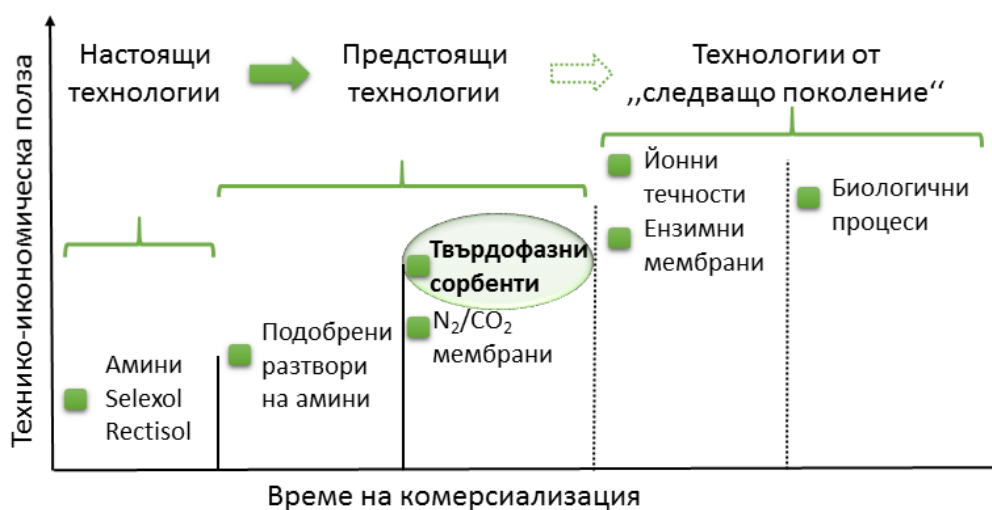 Технико-икономическа полза
Настоящи
технологии
Предстоящи
технологии
Технологии от
,,следващо поколение“
Амини
Selexol
Rectisol
Подобрени
разтвори
на амини
Твърдофазни
сорбенти
N₂/CO₂
мембрани
Йонни
течности
Ензимни
мембрани
Биологични
процеси
Време на комерсиализация